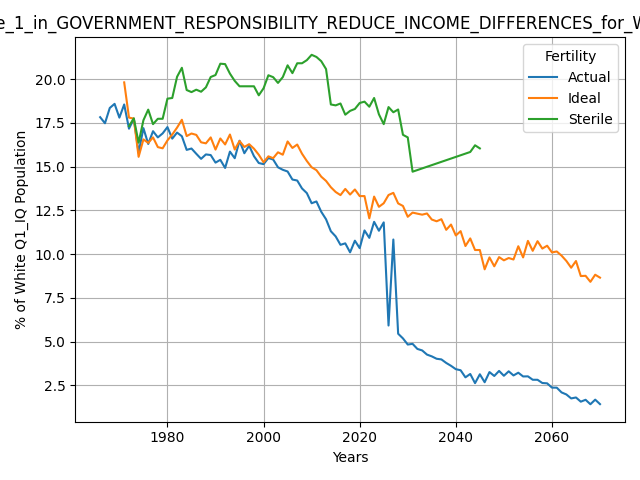 e_1_in_GOVERNMENT_RESPONSIBILITY_REDUCE_INCOME_DIFFERENCES_for_W
Fertility
Actual
Ideal
Sterile
% of White Q1_IQ Population
20.0
17.5
15.0
12.5
10.0
7.5
5.0
2.5
1980 2000 2020 2040 2060
Years